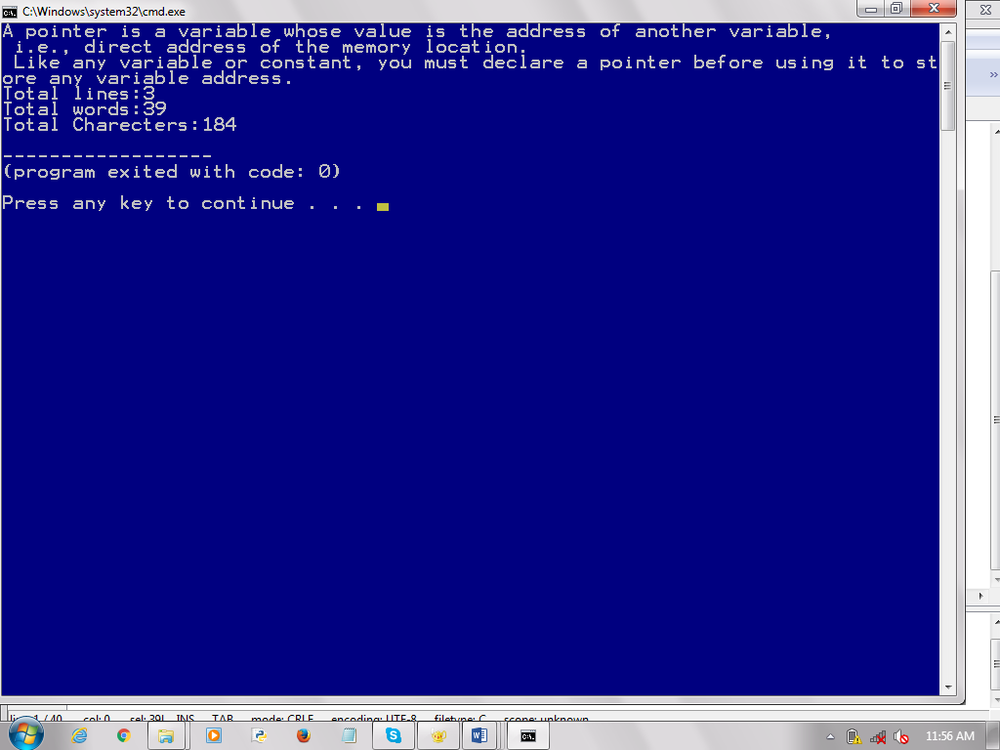 C:\Windows\system32\cmd.exe
A pointer is a variable whose value is the address of another variable,
 i.e., direct address of the memory location.
 Like any variable or constant, you must declare a pointer before using it to st
ore any variable address.
Total lines:3
Total words:39
Total Charecters:184
------------------
(program exited with code: 0)
Press any key to continue . . .
line: 1 / 40 col: 0 sel: 39 INS TAB mode: CRLF encoding: UTF-8 filetype: C scope: unknown
11:56 AM